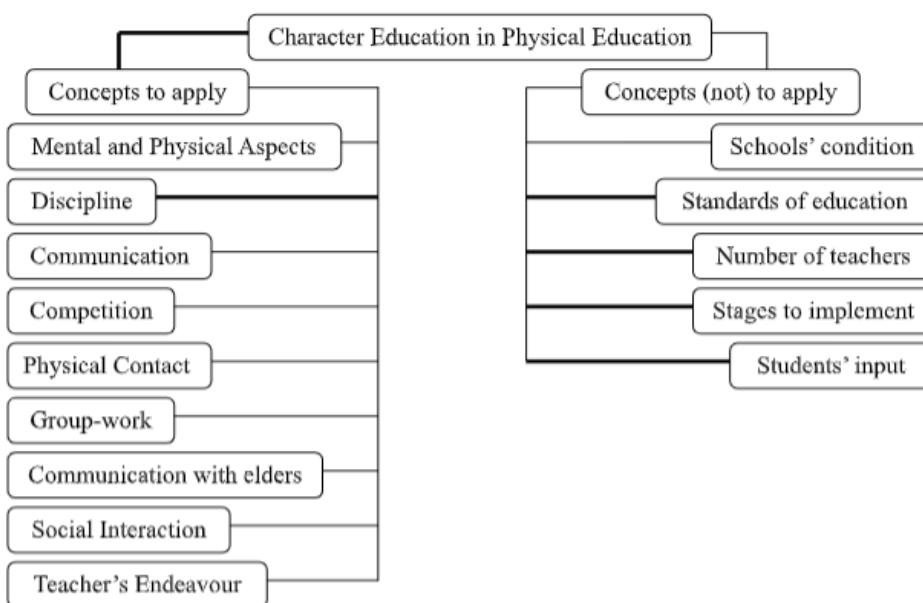 Character Education in Physical Education
Concepts to apply
Mental and Physical Aspects
Discipline
Communication
Competition
Physical Contact
Group-work
Communication with elders
Social Interaction
Teacher's Endeavour
Concepts (not) to apply
Schools' condition
Standards of education
Number of teachers
Stages to implement
Students' input